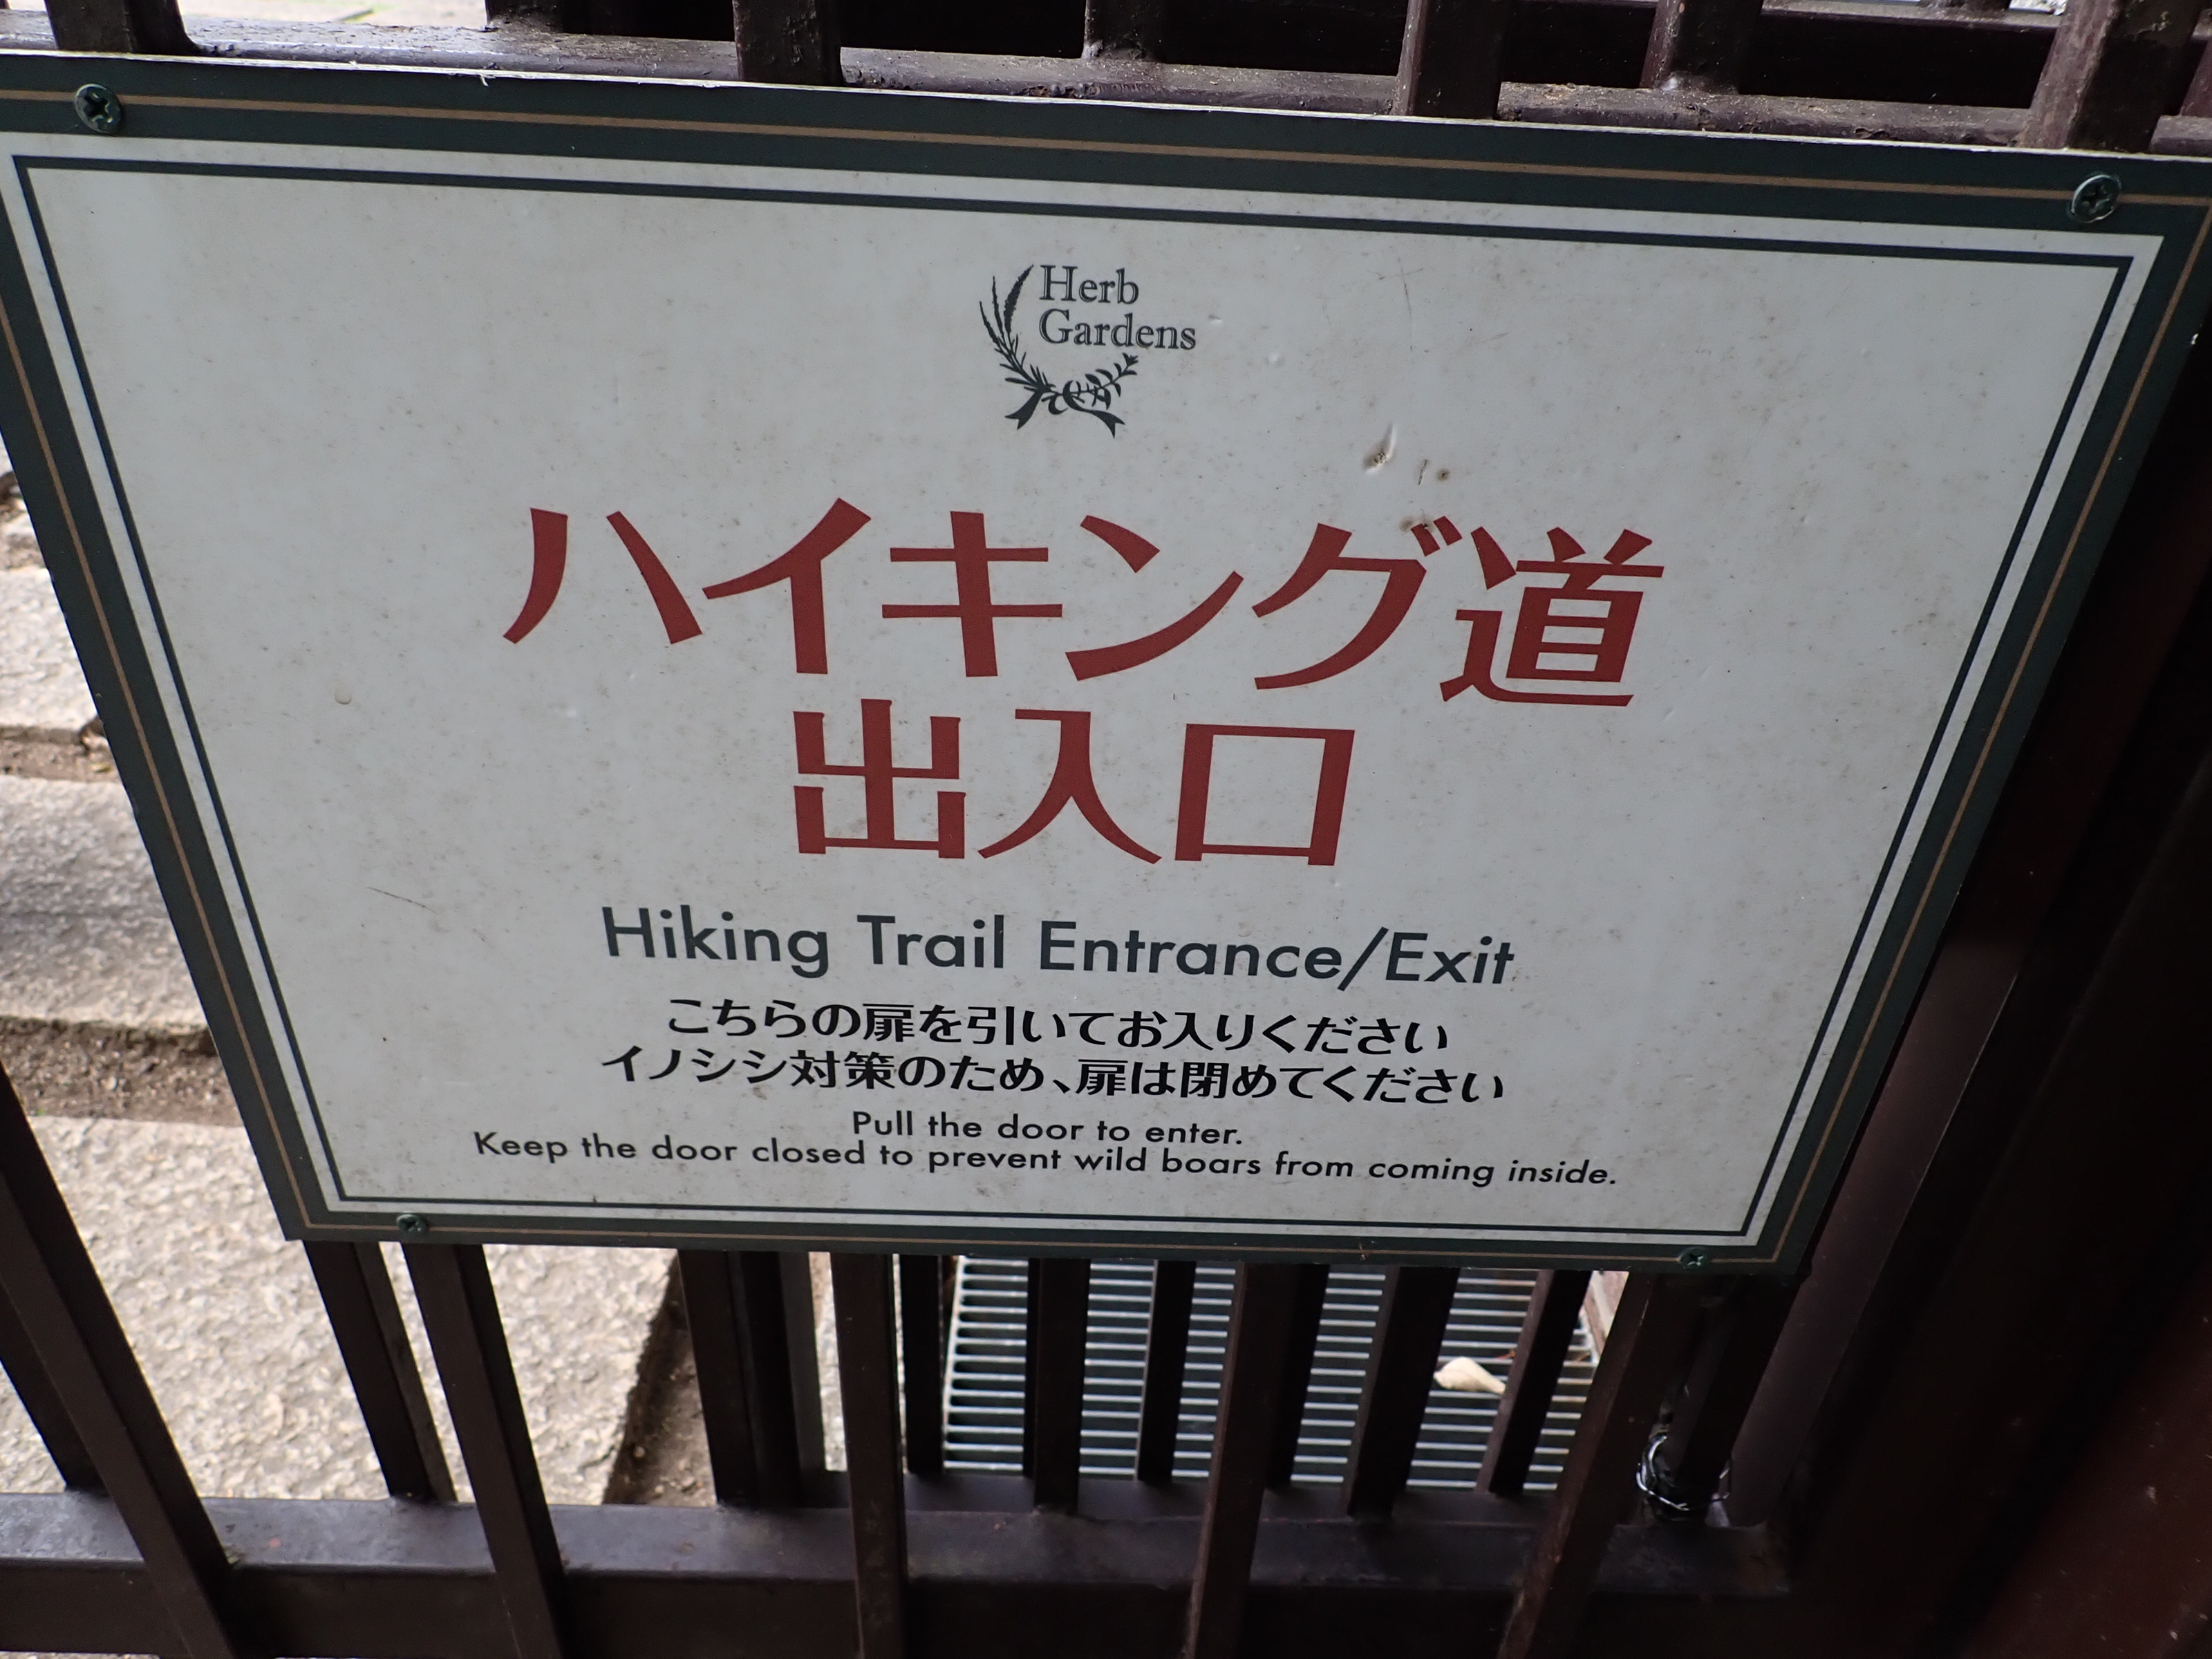 Herb
Gardens
ハイキング道
出入口
Hiking Trail Entrance/Exit
こちらの扉を引いてお入りください
イノシシ対策のため、扉は閉めてください
Pull the door to enter.
Keep the door closed to prevent wild boars from coming inside.